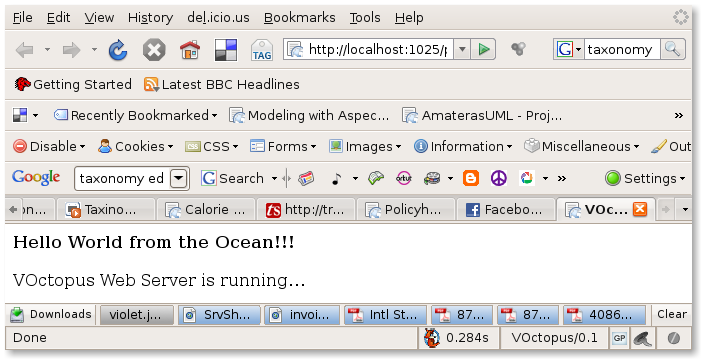 File Edit View History del.icio.us Bookmarks Tools Help
TAG http://localhost:1025/p G taxonomy
Getting Started Latest BBC Headlines
Recently Bookmarked Modeling with Aspec... AmaterasUML - Proj... »
Disable Cookies CSS Forms Images Information Miscellaneous Out
Google taxonomy ed G Search orkut » Settings
on... Taxino... Calorie ... ts http://tr... Policyh... Facebo... VOc...
Hello World from the Ocean!!!
VOctopus Web Server is running...
Downloads violet.j... SrvSh... invoi... Intl St... 87... 87... 4086... Clear
Done 0.284s VOctopus/0.1 GP